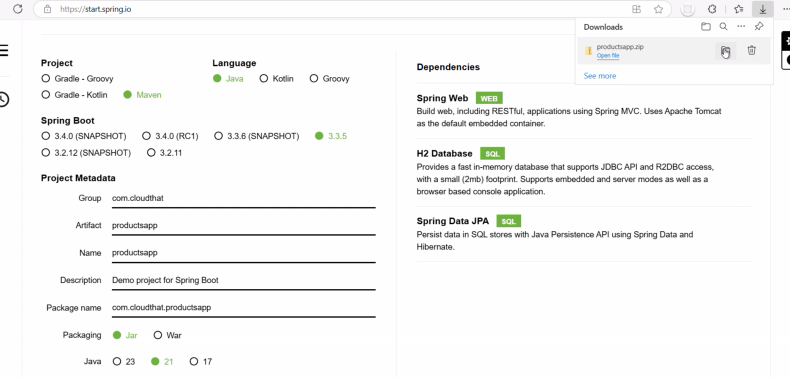 https://start.spring.io
Downloads
productsapp.zip
Open file
See more
Project
Gradle - Groovy
Gradle - Kotlin
Maven
Language
Java
Kotlin
Groovy
Spring Boot
3.4.0 (SNAPSHOT)
3.4.0 (RC1)
3.3.6 (SNAPSHOT)
3.3.5
3.2.12 (SNAPSHOT)
3.2.11
Project Metadata
Group com.cloudthat
Artifact productsapp
Name productsapp
Description Demo project for Spring Boot
Package name com.cloudthat.productsapp
Packaging Jar War
Java 23 21 17
Dependencies
Spring Web WEB
Build web, including RESTful, applications using Spring MVC. Uses Apache Tomcat
as the default embedded container.
H2 Database SQL
Provides a fast in-memory database that supports JDBC API and R2DBC access,
with a small (2mb) footprint. Supports embedded and server modes as well as a
browser based console application.
Spring Data JPA SQL
Persist data in SQL stores with Java Persistence API using Spring Data and
Hibernate.